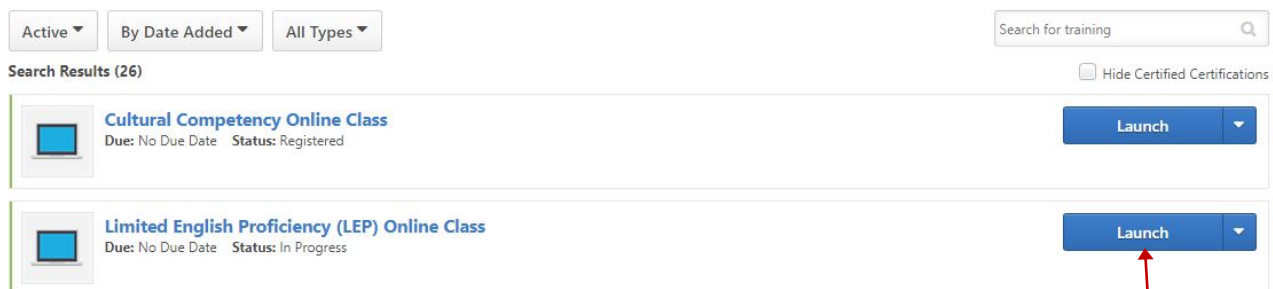 Active By Date Added All Types Search for training
Search Results (26) Hide Certified Certifications
Cultural Competency Online Class
Due: No Due Date Status: Registered
Launch
Limited English Proficiency (LEP) Online Class
Due: No Due Date Status: In Progress
Launch